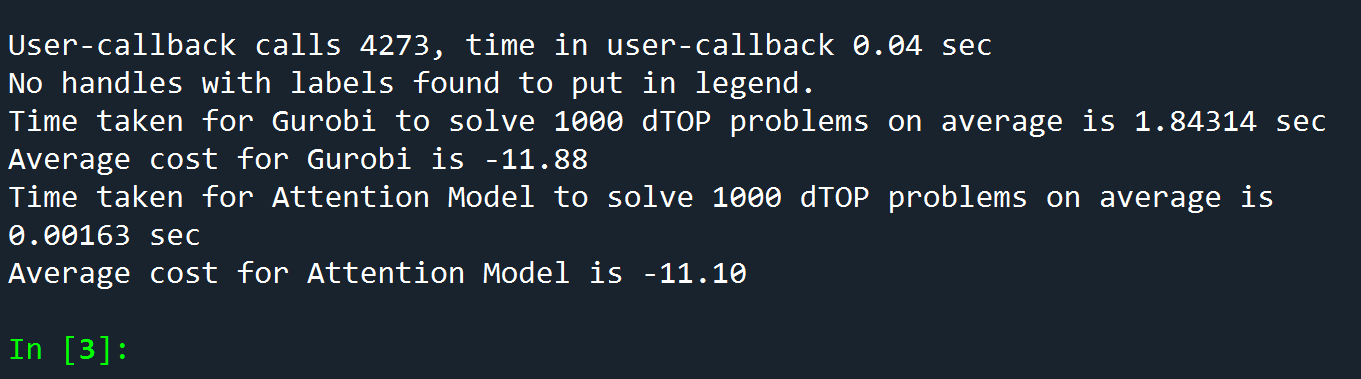 User-callback calls 4273, time in user-callback 0.04 sec
No handles with labels found to put in legend.
Time taken for Gurobi to solve 1000 dTOP problems on average is 1.84314 sec
Average cost for Gurobi is -11.88
Time taken for Attention Model to solve 1000 dTOP problems on average is
0.00163 sec
Average cost for Attention Model is -11.10
In [3]: